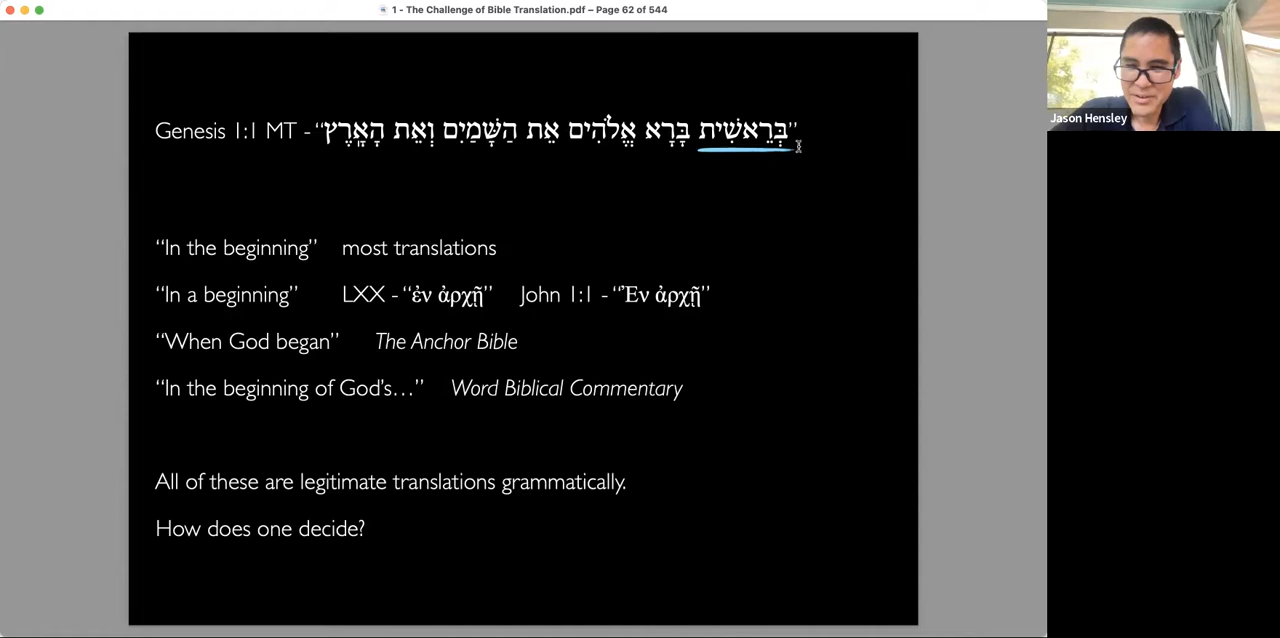 1 - The Challenge of Bible Translation.pdf – Page 62 of 544
Jason Hensley
Genesis 1:1 MT - “בְּרֵאשִׁ֖ית בָּרָ֣א אֱלֹהִ֑ים אֵ֥ת הַשָּׁמַ֖יִם וְאֵ֥ת הָאָֽרֶץ”
“In the beginning” most translations
“In a beginning” LXX - “ἐν ἀρχῇ” John 1:1 - “Ἐν ἀρχῇ”
“When God began” The Anchor Bible
“In the beginning of God’s…” Word Biblical Commentary
All of these are legitimate translations grammatically.
How does one decide?